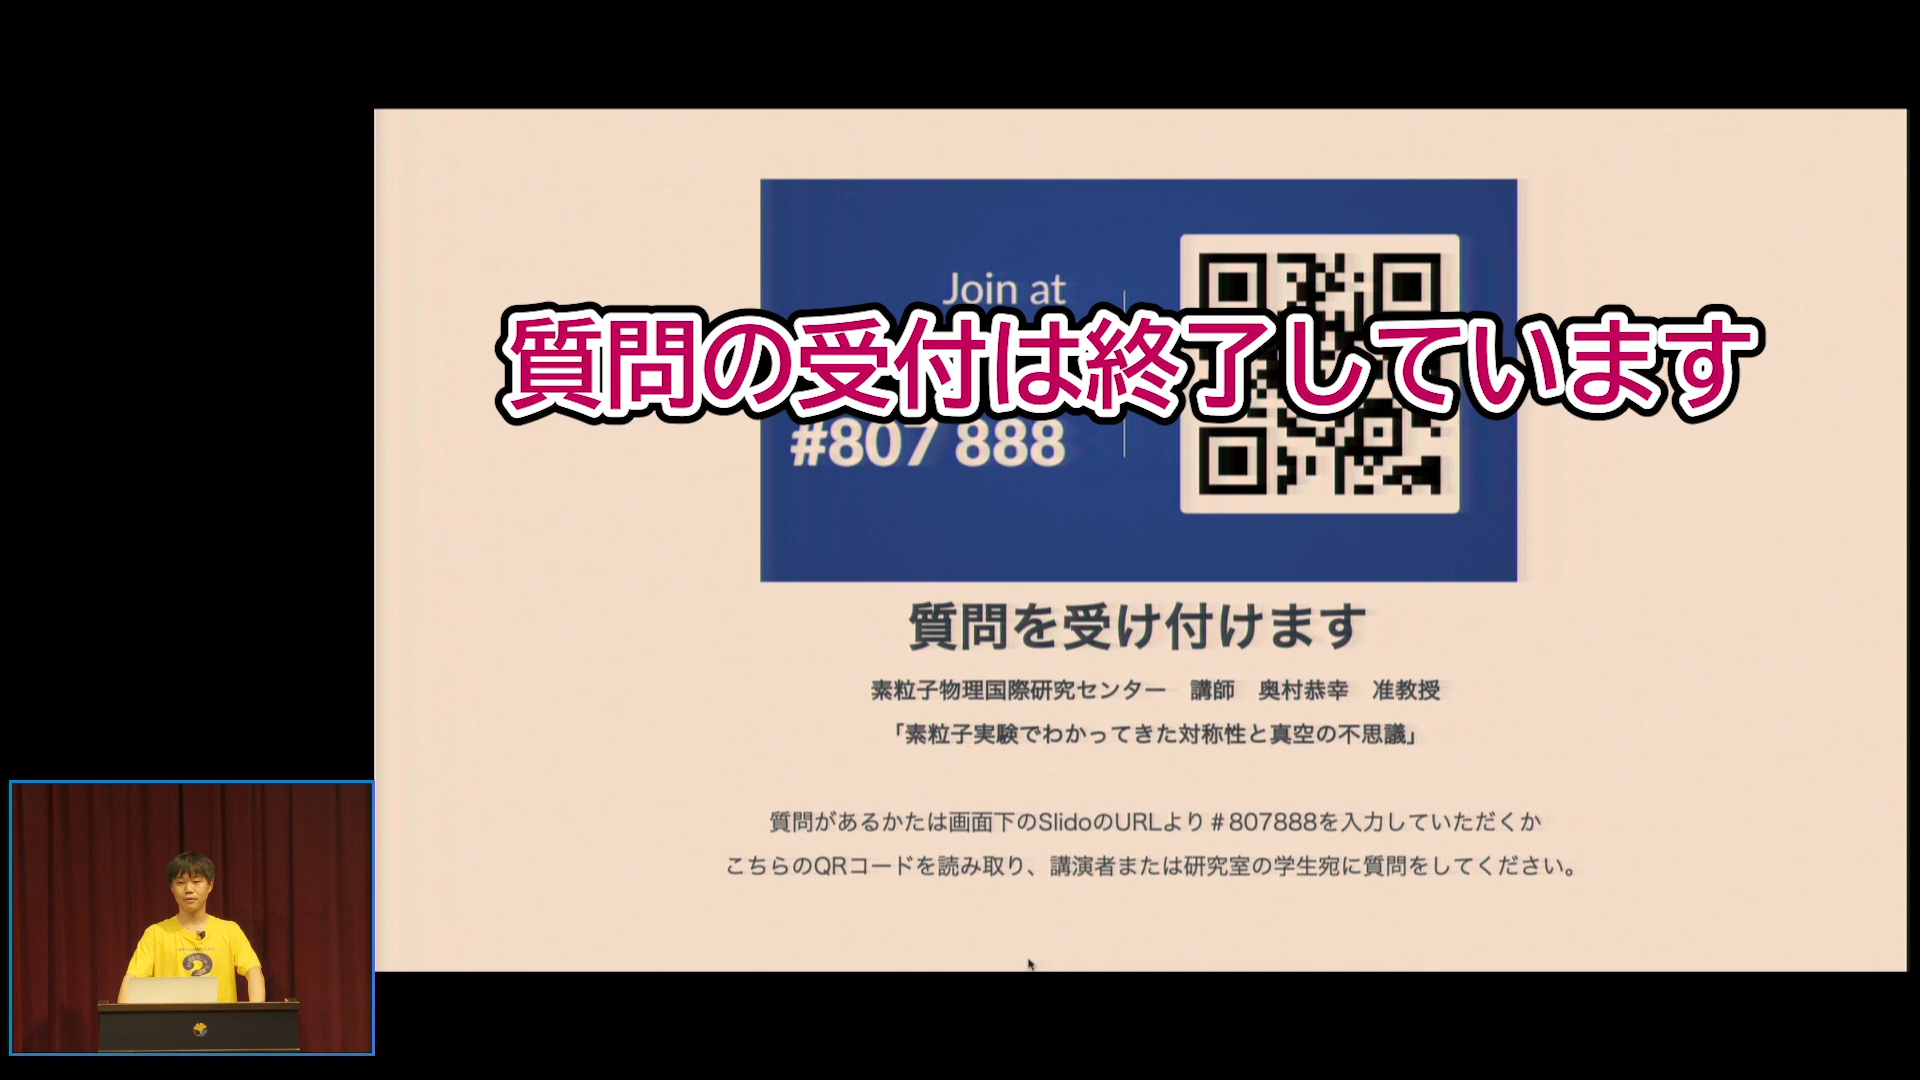 Join at
質問の受付は終了しています
#807 888
質問を受け付けます
素粒子物理国際研究センター　講師　奥村恭幸　准教授
「素粒子実験でわかってきた対称性と真空の不思議」
質問があるかたは画面下のSlidoのURLより＃807888を入力していただくか
こちらのQRコードを読み取り、講演者または研究室の学生宛に質問をしてください。